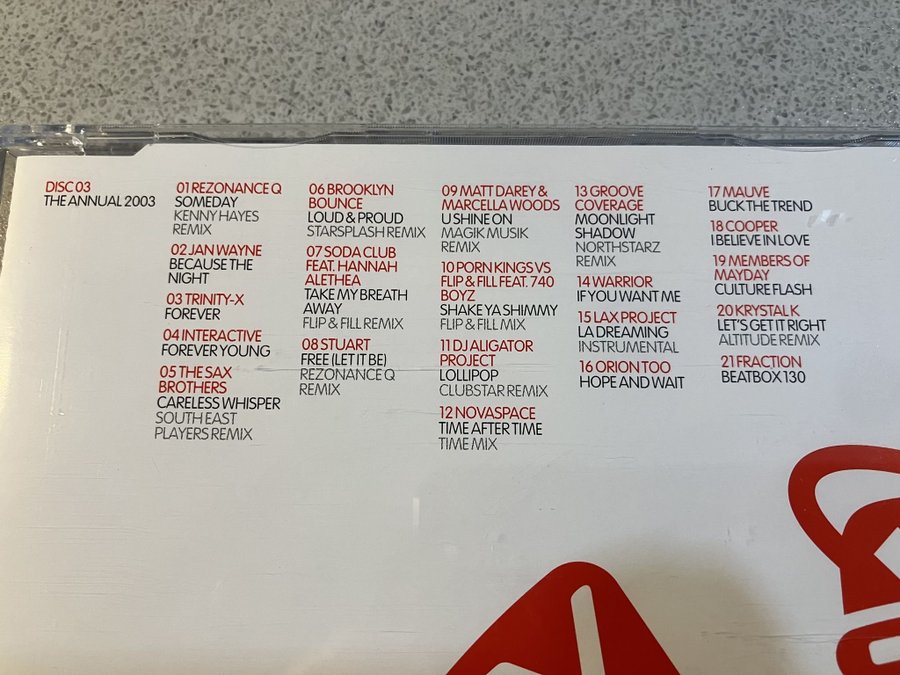 DISC 03
THE ANNUAL 2003
01 REZONANCE Q
SOMEDAY
KENNY HAYES
REMIX
02 JAN WAYNE
BECAUSE THE
NIGHT
03 TRINITY-X
FOREVER
04 INTERACTIVE
FOREVER YOUNG
05 THE SAX
BROTHERS
CARELESS WHISPER
SOUTH EAST
PLAYERS REMIX
06 BROOKLYN
BOUNCE
LOUD & PROUD
STARSPLASH REMIX
07 SODA CLUB
FEAT. HANNAH
ALETHEA
TAKE MY BREATH
AWAY
FLIP & FILL REMIX
08 STUART
FREE (LET IT BE)
REZONANCE Q
REMIX
09 MATT DAREY &
MARCELLA WOODS
U SHINE ON
MAGIK MUSIK
REMIX
10 PORN KINGS VS
FLIP & FILL FEAT. 740
BOYZ
SHAKE YA SHIMMY
FLIP & FILL MIX
11 DJ ALIGATOR
PROJECT
LOLLIPOP
CLUBSTAR REMIX
12 NOVASPACE
TIME AFTER TIME
TIME MIX
13 GROOVE
COVERAGE
MOONLIGHT
SHADOW
NORTHSTARZ
REMIX
14 WARRIOR
IF YOU WANT ME
15 LAX PROJECT
LA DREAMING
INSTRUMENTAL
16 ORION TOO
HOPE AND WAIT
17 MAUVE
BUCK THE TREND
18 COOPER
I BELIEVE IN LOVE
19 MEMBERS OF
MAYDAY
CULTURE FLASH
20 KRYSTAL K
LET'S GET IT RIGHT
ALTITUDE REMIX
21 FRACTION
BEATBOX 130